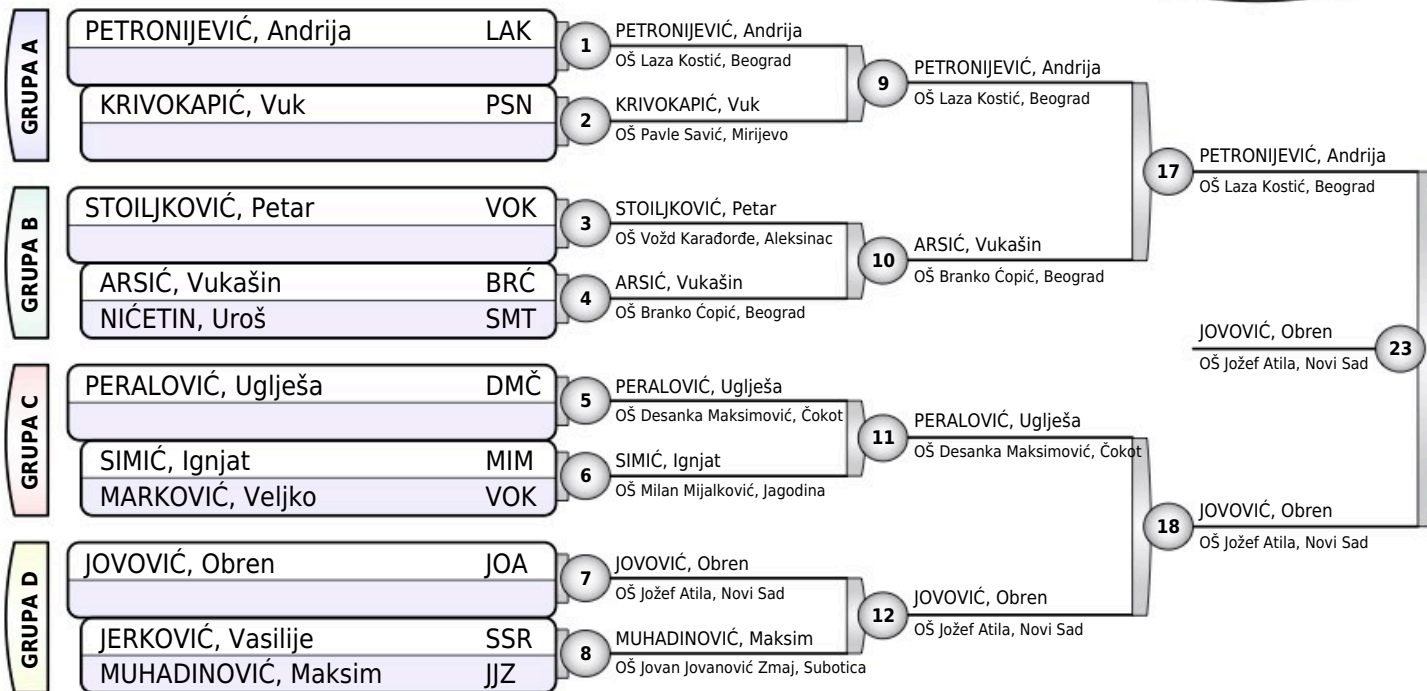 GRUPA A
PETRONIJEVIĆ, Andrija LAK
KRIVOKAPIĆ, Vuk PSN
1
PETRONIJEVIĆ, Andrija
OŠ Laza Kostić, Beograd
2
KRIVOKAPIĆ, Vuk
OŠ Pavle Savić, Mirijevo
9
PETRONIJEVIĆ, Andrija
OŠ Laza Kostić, Beograd
GRUPA B
STOILJKOVIĆ, Petar VOK
ARSIĆ, Vukašin BRĆ
NIĆETIN, Uroš SMT
3
STOILJKOVIĆ, Petar
OŠ Vožd Karađorđe, Aleksinac
4
ARSIĆ, Vukašin
OŠ Branko Ćopić, Beograd
10
ARSIĆ, Vukašin
OŠ Branko Ćopić, Beograd
17
PETRONIJEVIĆ, Andrija
OŠ Laza Kostić, Beograd
JOVOVIĆ, Obren
OŠ Jožef Atila, Novi Sad
23
GRUPA C
PERALOVIĆ, Uglješa DMČ
SIMIĆ, Ignjat MIM
MARKOVIĆ, Veljko VOK
5
PERALOVIĆ, Uglješa
OŠ Desanka Maksimović, Čokot
6
SIMIĆ, Ignjat
OŠ Milan Mijalković, Jagodina
11
PERALOVIĆ, Uglješa
OŠ Desanka Maksimović, Čokot
GRUPA D
JOVOVIĆ, Obren JOA
JERKOVIĆ, Vasilije SSR
MUHADINOVIĆ, Maksim JJZ
7
JOVOVIĆ, Obren
OŠ Jožef Atila, Novi Sad
8
MUHADINOVIĆ, Maksim
OŠ Jovan Jovanović Zmaj, Subotica
12
JOVOVIĆ, Obren
OŠ Jožef Atila, Novi Sad
18
JOVOVIĆ, Obren
OŠ Jožef Atila, Novi Sad